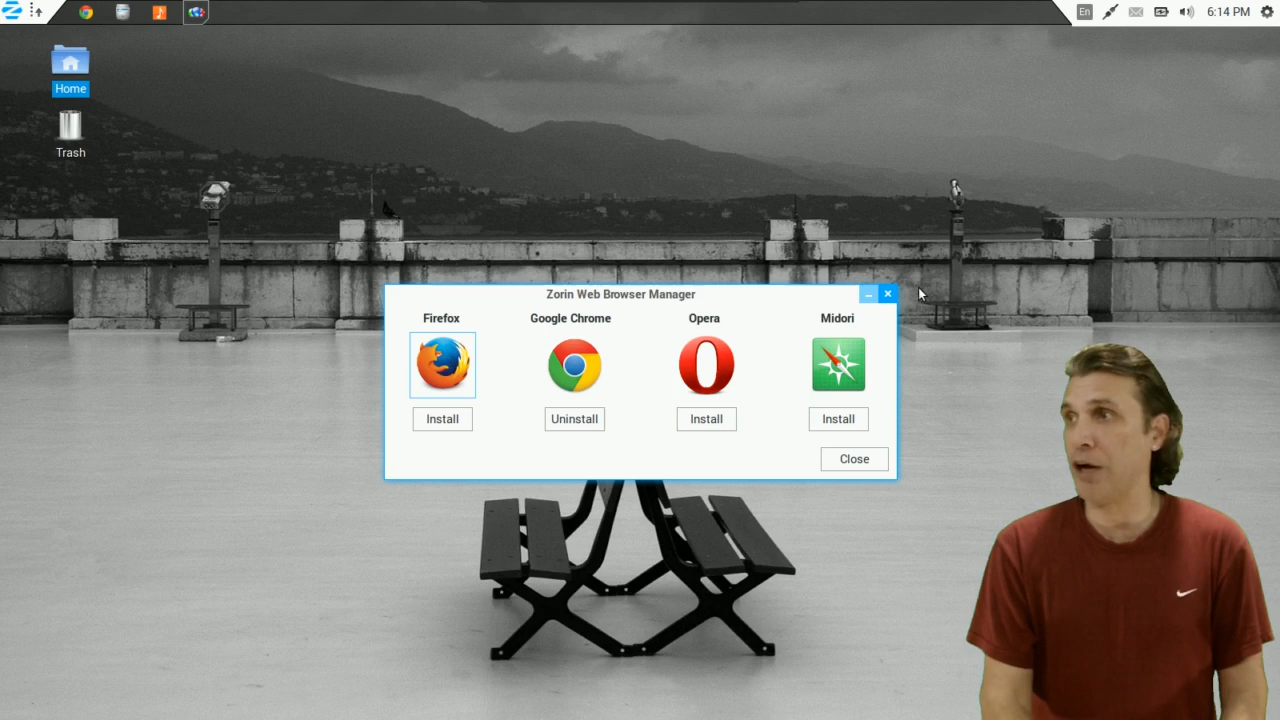 En
6:14 PM
Home
Trash
Zorin Web Browser Manager
Firefox Google Chrome Opera Midori
Install Uninstall Install Install
Close